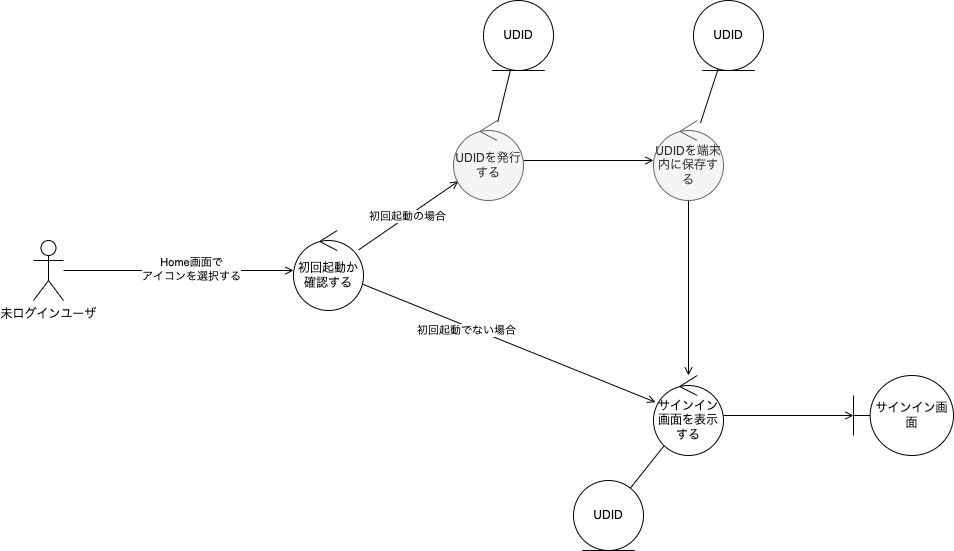 UDID
UDID
UDIDを発行
する
UDIDを端末
内に保存す
る
初回起動の場合
Home画面で
アイコンを選択する
初回起動か
確認する
未ログインユーザ
初回起動でない場合
サインイン
画面を表示
する
サインイン画
面
UDID